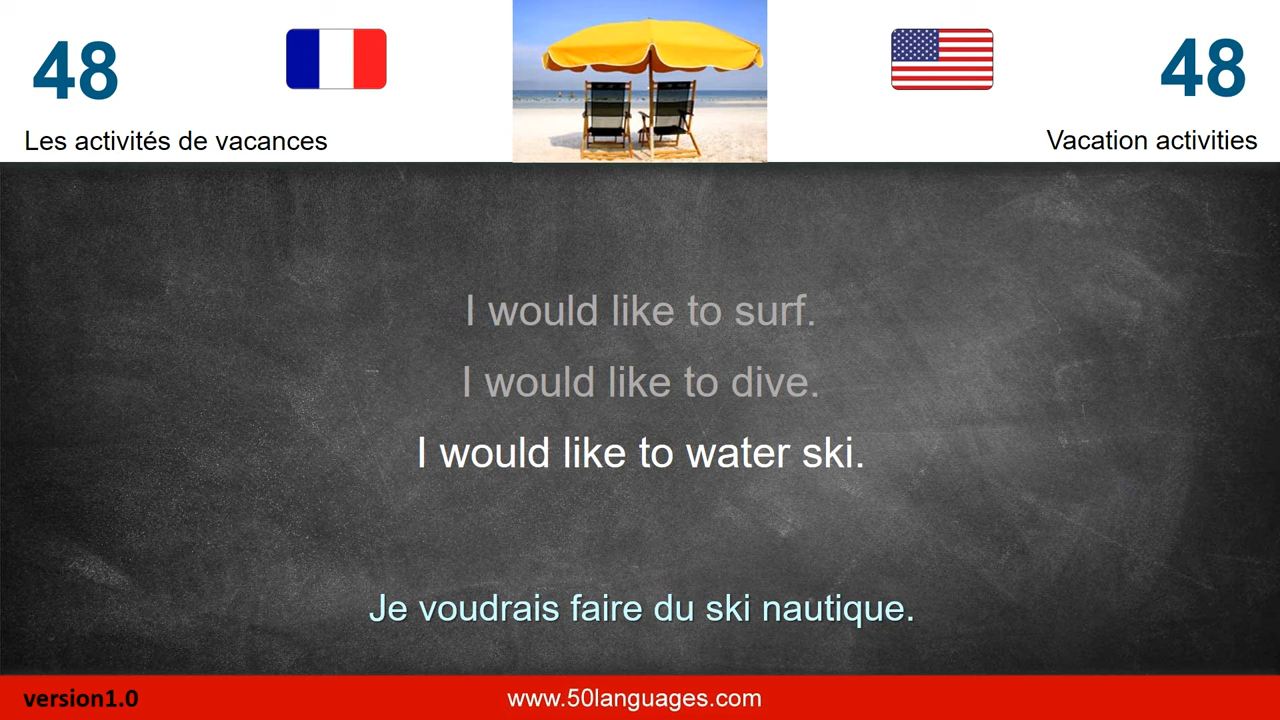 48
48
Les activités de vacances
Vacation activities
I would like to surf.
I would like to dive.
I would like to water ski.
Je voudrais faire du ski nautique.
version1.0
www.50languages.com